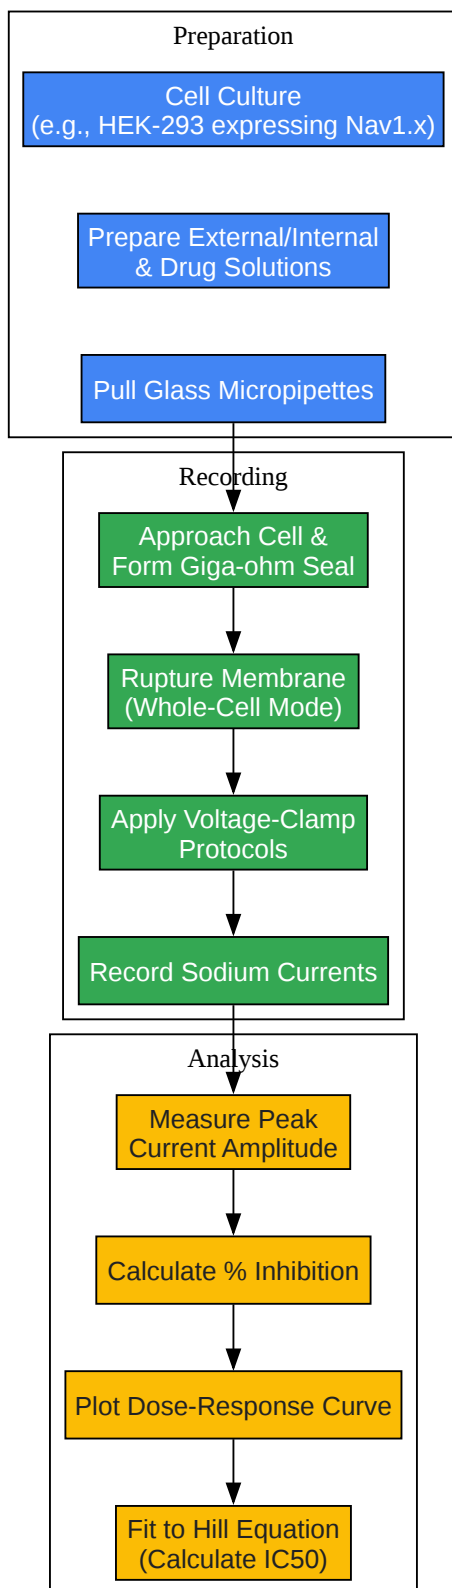 Preparation
Cell Culture
(e.g., HEK-293 expressing Nav1.x)
Prepare External/Internal
& Drug Solutions
Pull Glass Micropipettes
Recording
Approach Cell &
Form Giga-ohm Seal
Rupture Membrane
(Whole-Cell Mode)
Apply Voltage-Clamp
Protocols
Record Sodium Currents
Analysis
Measure Peak
Current Amplitude
Calculate % Inhibition
Plot Dose-Response Curve
Fit to Hill Equation
(Calculate IC50)